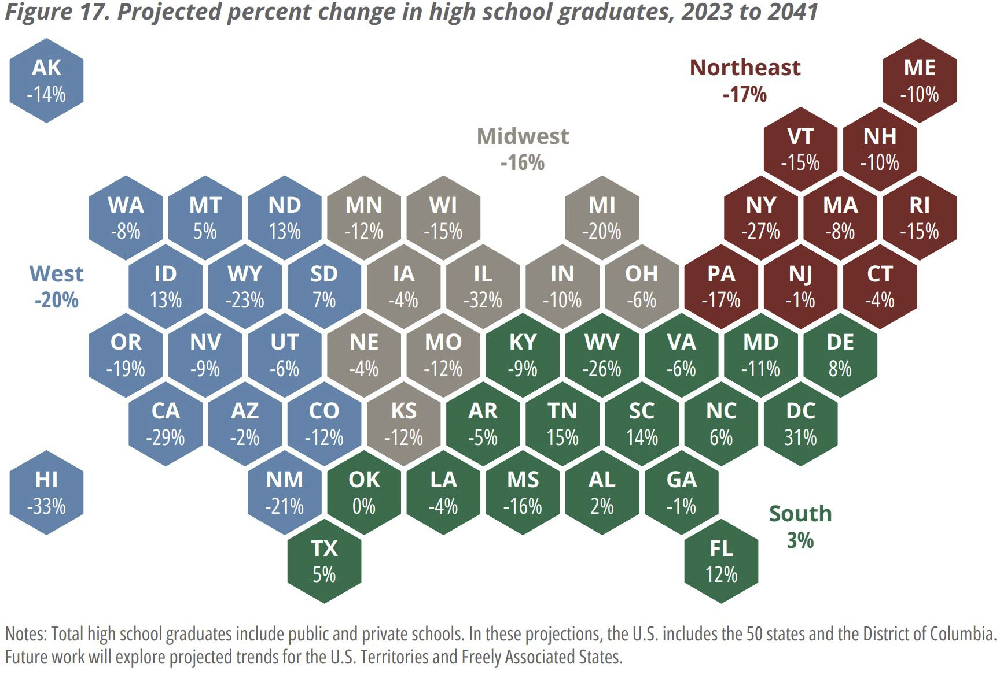 Figure 17. Projected percent change in high school graduates, 2023 to 2041
AK
-14%
Northeast
-17%
ME
-10%
Midwest
-16%
VT
-15%
NH
-10%
WA
-8%
MT
5%
ND
13%
MN
-12%
WI
-15%
MI
-20%
NY
-27%
MA
-8%
RI
-15%
West
-20%
ID
13%
WY
-23%
SD
7%
IA
-4%
IL
-32%
IN
-10%
OH
-6%
PA
-17%
NJ
-1%
CT
-4%
OR
-19%
NV
-9%
UT
-6%
NE
-4%
MO
-12%
KY
-9%
WV
-26%
VA
-6%
MD
-11%
DE
8%
CA
-29%
AZ
-2%
CO
-12%
KS
-12%
AR
-5%
TN
15%
SC
14%
NC
6%
DC
31%
HI
-33%
NM
-21%
OK
0%
LA
-4%
MS
-16%
AL
2%
GA
-1%
South
3%
TX
5%
FL
12%
Notes: Total high school graduates include public and private schools. In these projections, the U.S. includes the 50 states and the District of Columbia.
Future work will explore projected trends for the U.S. Territories and Freely Associated States.